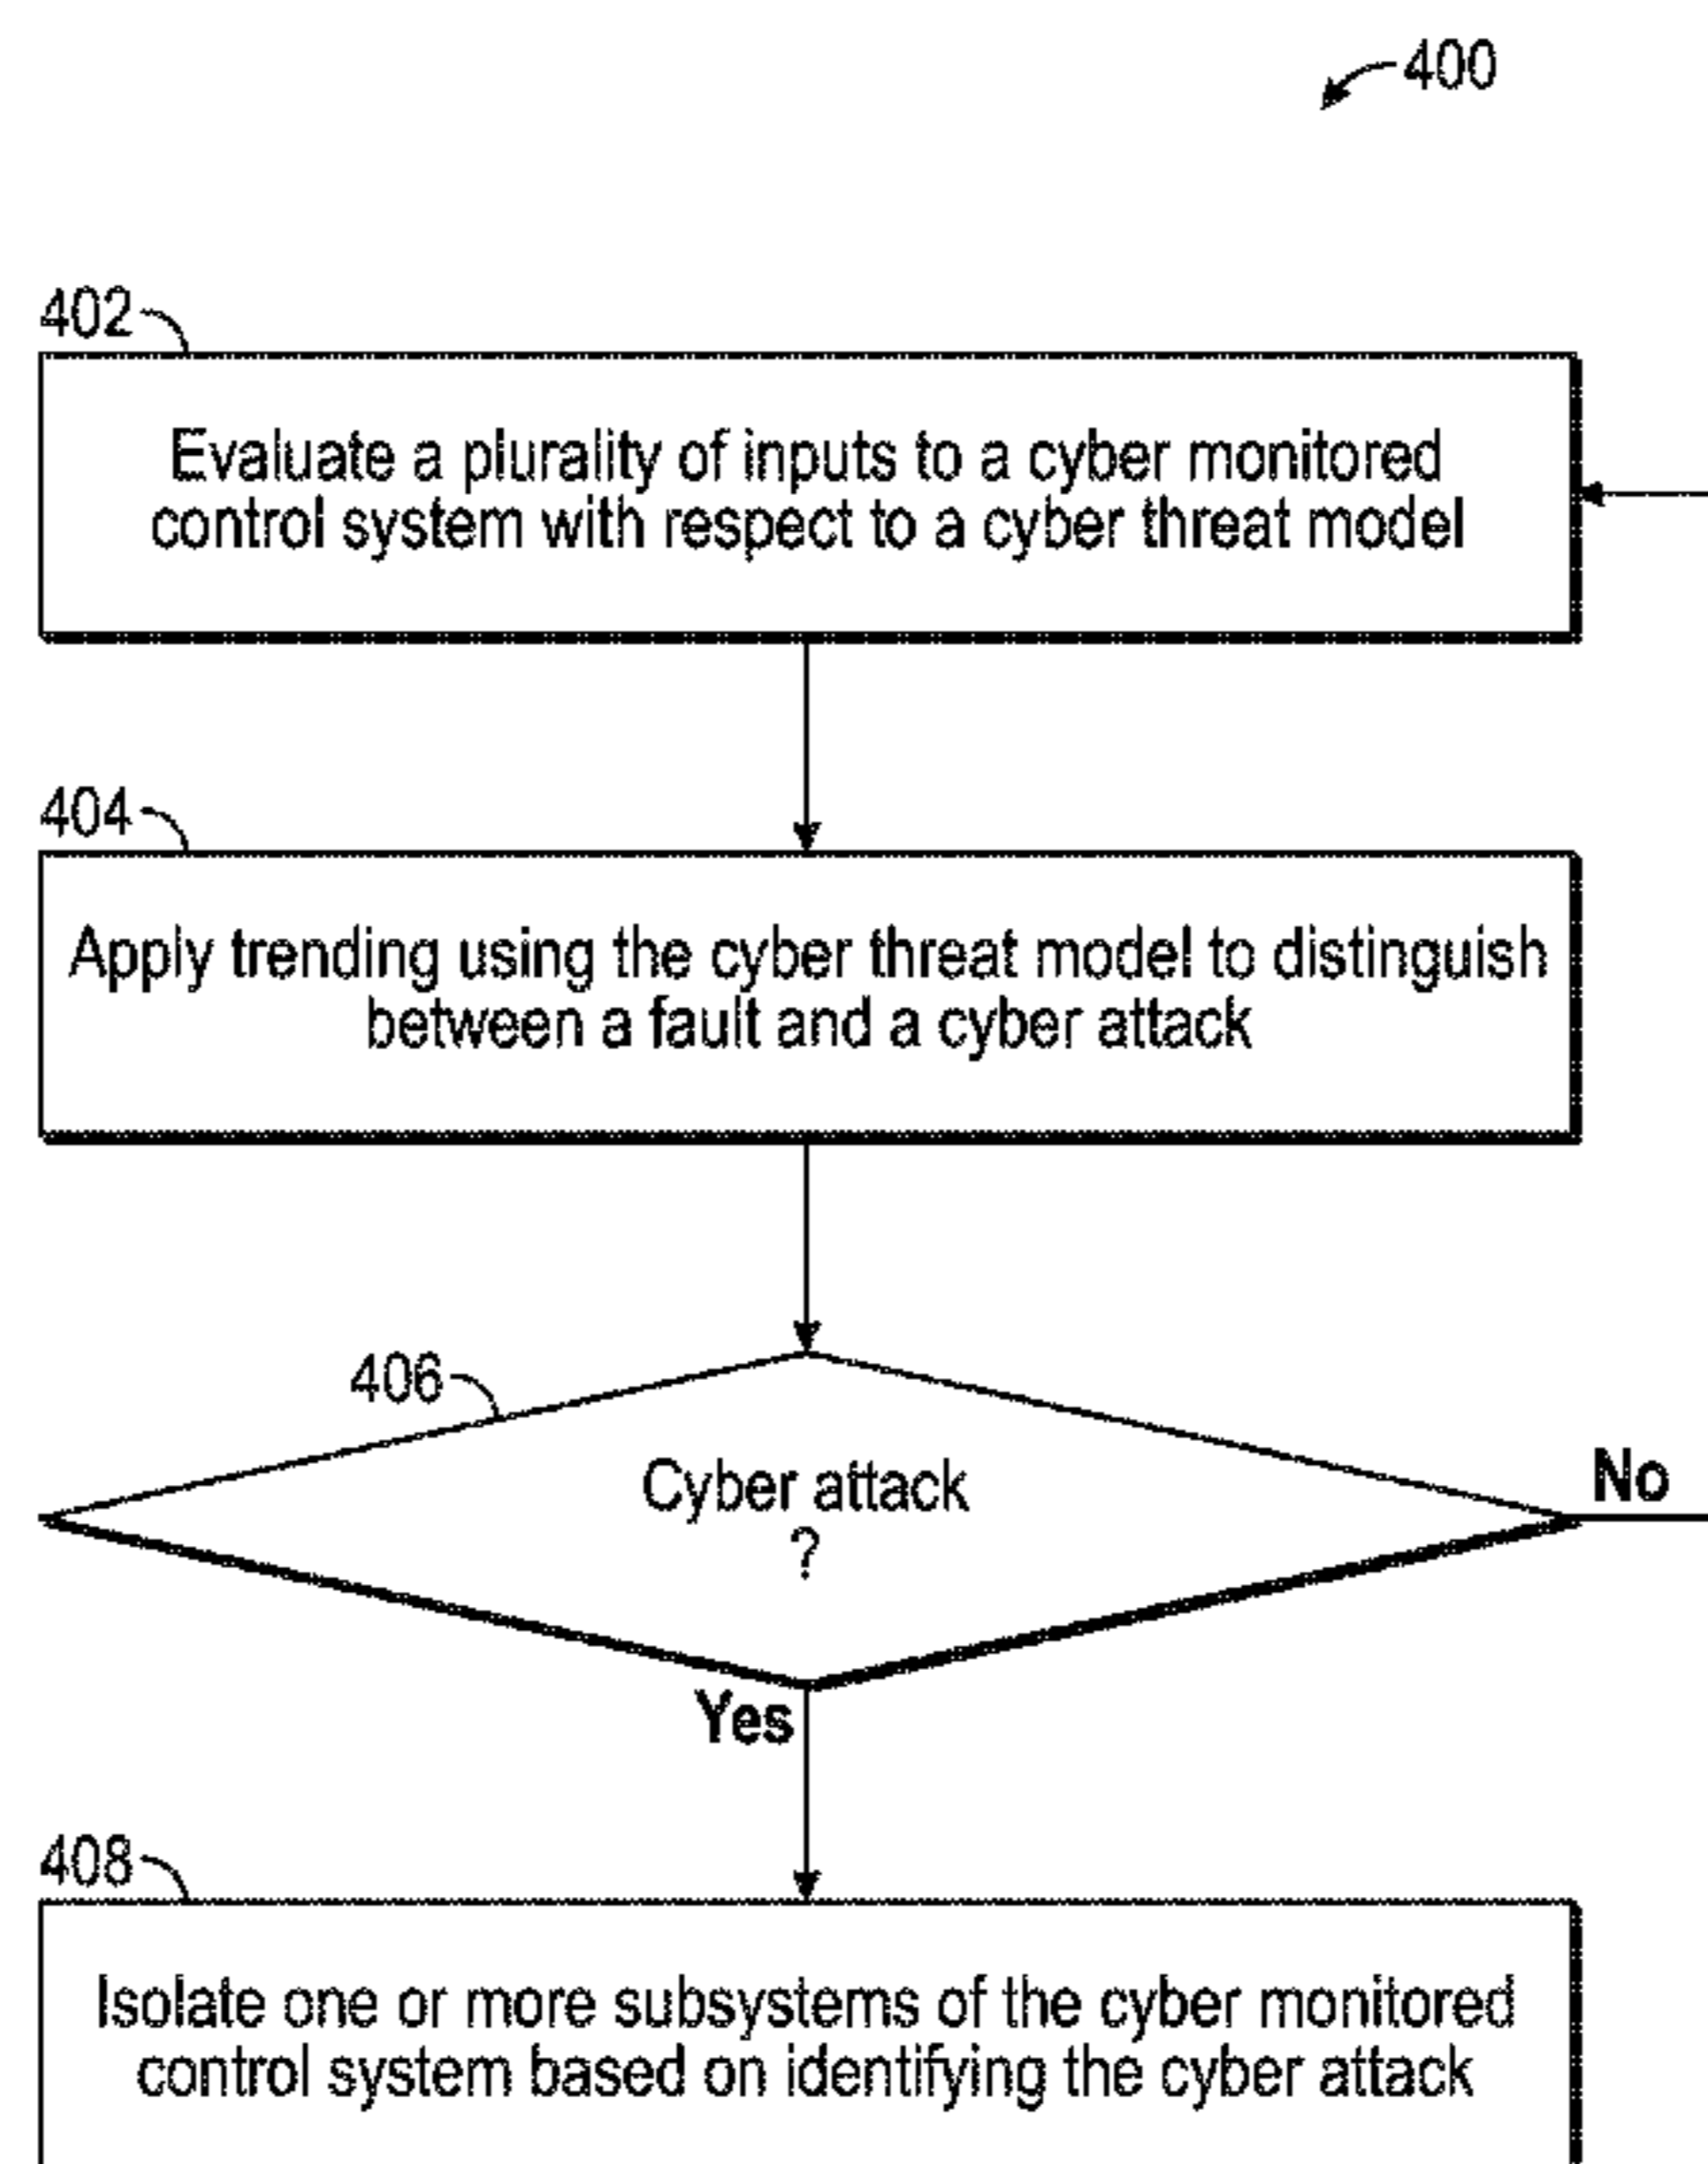 400
402
Evaluate a plurality of inputs to a cyber monitored
control system with respect to a cyber threat model
404
Apply trending using the cyber threat model to distinguish
between a fault and a cyber attack
406
Cyber attack
?
No
Yes
408
Isolate one or more subsystems of the cyber monitored
control system based on identifying the cyber attack